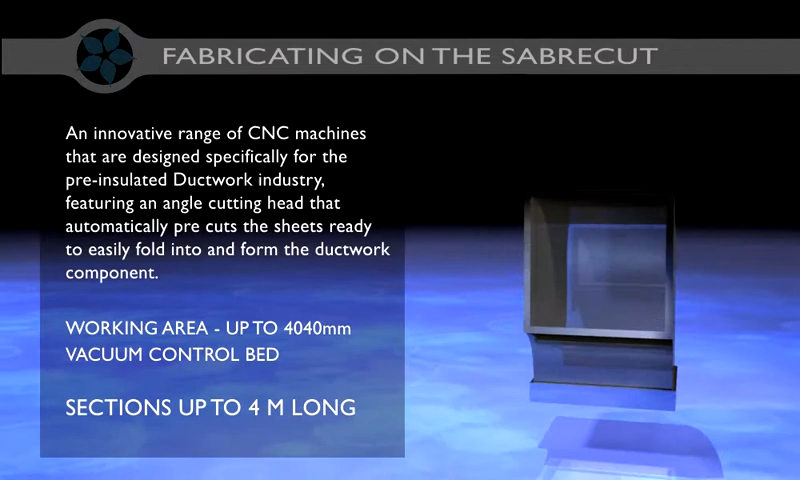 FABRICATING ON THE SABRECUT
An innovative range of CNC machines
that are designed specifically for the
pre-insulated Ductwork industry,
featuring an angle cutting head that
automatically pre cuts the sheets ready
to easily fold into and form the ductwork
component.
WORKING AREA - UP TO 4040mm
VACUUM CONTROL BED
SECTIONS UP TO 4 M LONG